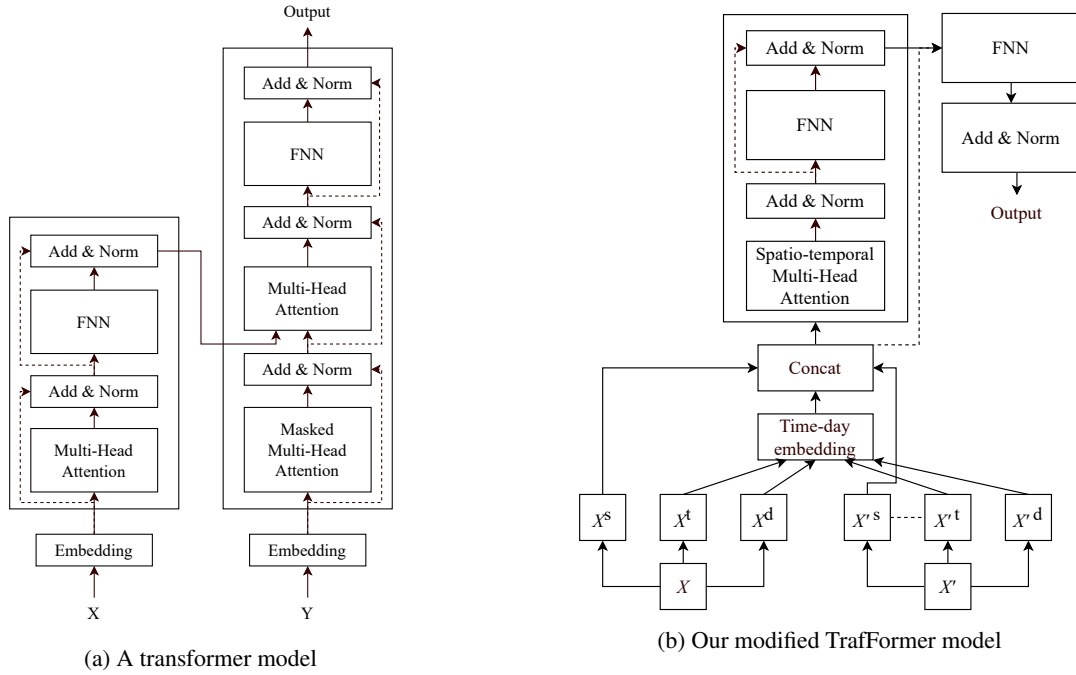 Output
Add & Norm
FNN
Add & Norm
Multi-Head
Attention
Add & Norm
Masked
Multi-Head
Attention
Embedding
Y
Add & Norm
FNN
Add & Norm
Multi-Head
Attention
Embedding
X
(a) A transformer model
Add & Norm
FNN
Add & Norm
Spatio-temporal
Multi-Head
Attention
FNN
Add & Norm
Output
Concat
Time-day
embedding
X^s
X^t
X^d
X'^s
X'^t
X'^d
X
X'
(b) Our modified TrafFormer model